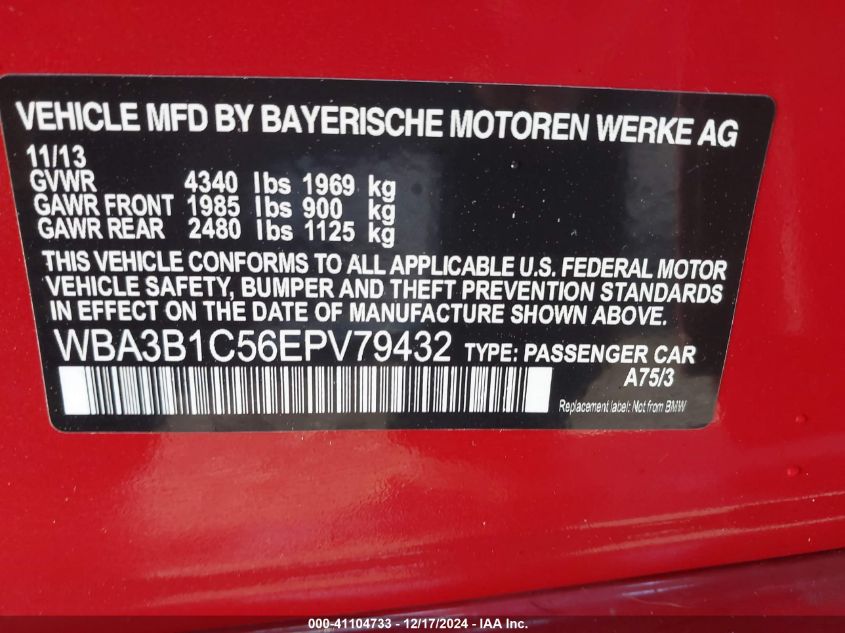 VEHICLE MFD BY BAYERISCHE MOTOREN WERKE AG
11/13
GVWR 4340 lbs 1969 kg
GAWR FRONT 1985 lbs 900 kg
GAWR REAR 2480 lbs 1125 kg
THIS VEHICLE CONFORMS TO ALL APPLICABLE U.S. FEDERAL MOTOR
VEHICLE SAFETY, BUMPER AND THEFT PREVENTION STANDARDS
IN EFFECT ON THE DATE OF MANUFACTURE SHOWN ABOVE.
WBA3B1C56EPV79432 TYPE: PASSENGER CAR
A75/3
Replacement label: Not from BMW
000-41104733 - 12/17/2024 - IAA Inc.